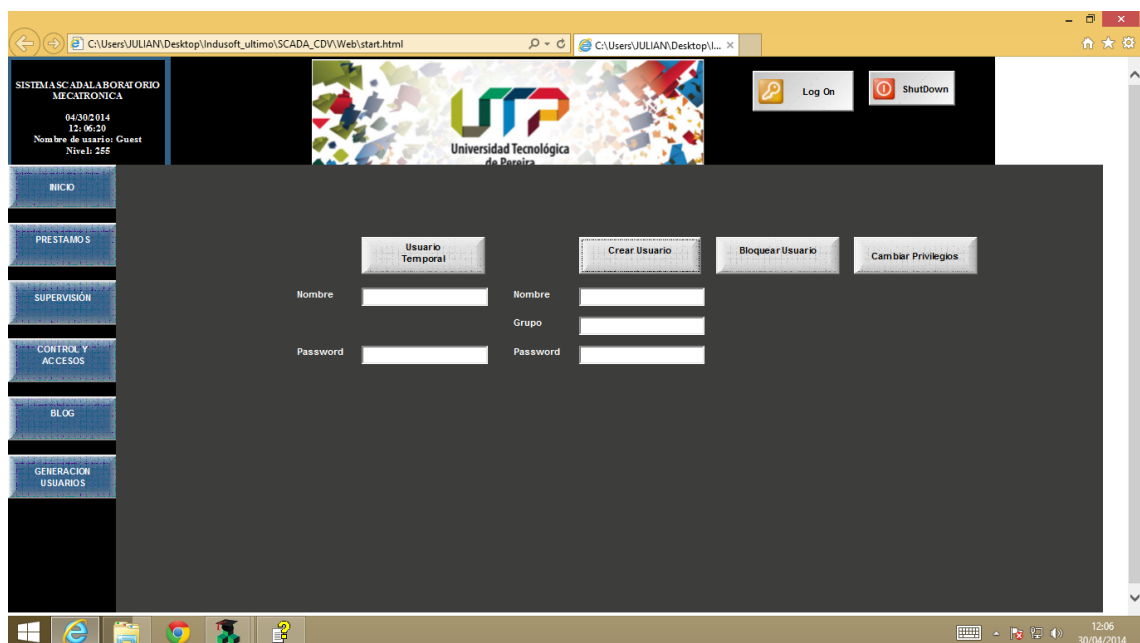 C:\Users\JULIAN\Desktop\Indusoft_ultimo\SCADA_CDV\Web\start.html
C:\Users\JULIAN\Desktop\I...
SISTEMASCADALABORATORIO
MECATRONICA
04/30/2014
12:06:20
Nombre de usario: Guest
Nivel: 255
UTP
Universidad Tecnológica
de Pereira
Log On
ShutDown
INICIO
PRESTAMOS
SUPERVISIÓN
CONTROL Y
ACCESOS
BLOG
GENERACION
USUARIOS
Usuario
Temporal
Crear Usuario
Bloquear Usuario
Cambiar Privilegios
Nombre
Nombre
Grupo
Password
Password
12:06
30/04/2014